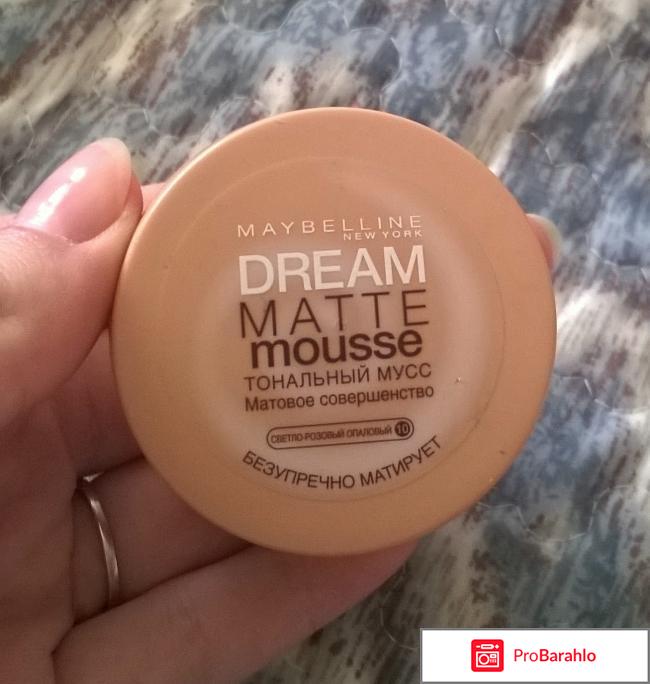 MAYBELLINE
NEW YORK
DREAM
MATTE
mousse
ТОНАЛЬНЫЙ МУСС
Матовое совершенство
СВЕТЛО-РОЗОВЫЙ ОПАЛОВЫЙ 10
БЕЗУПРЕЧНО МАТИРУЕТ
ProBarahlo